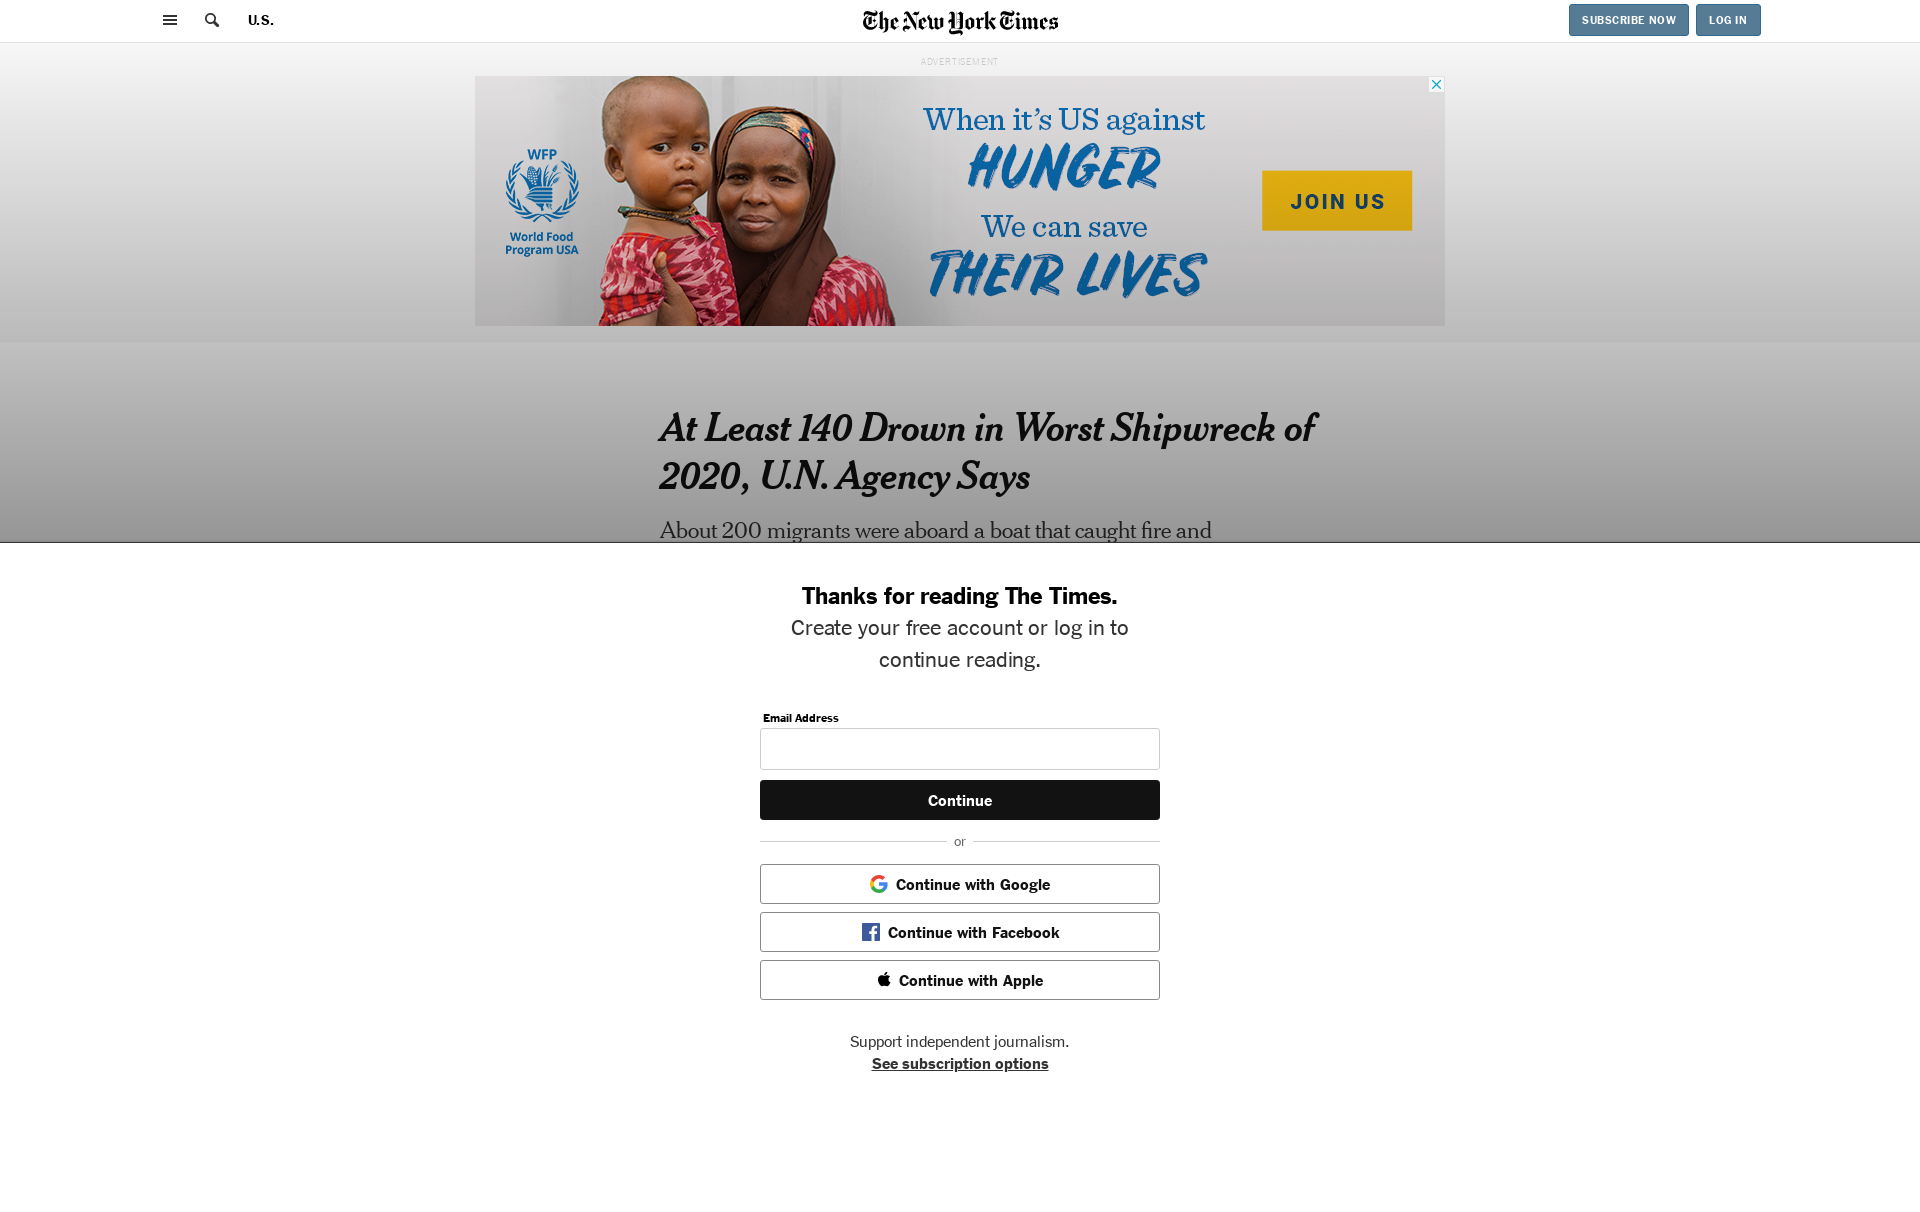 U.S.
The New York Times
SUBSCRIBE NOW
LOG IN
ADVERTISEMENT
WFP
World Food
Program USA
When it's US against
HUNGER
We can save
THEIR LIVES
JOIN US
At Least 140 Drown in Worst Shipwreck of
2020, U.N. Agency Says
About 200 migrants were aboard a boat that caught fire and
Thanks for reading The Times.
Create your free account or log in to
continue reading.
Email Address
Continue
or
Continue with Google
Continue with Facebook
Continue with Apple
Support independent journalism.
See subscription options